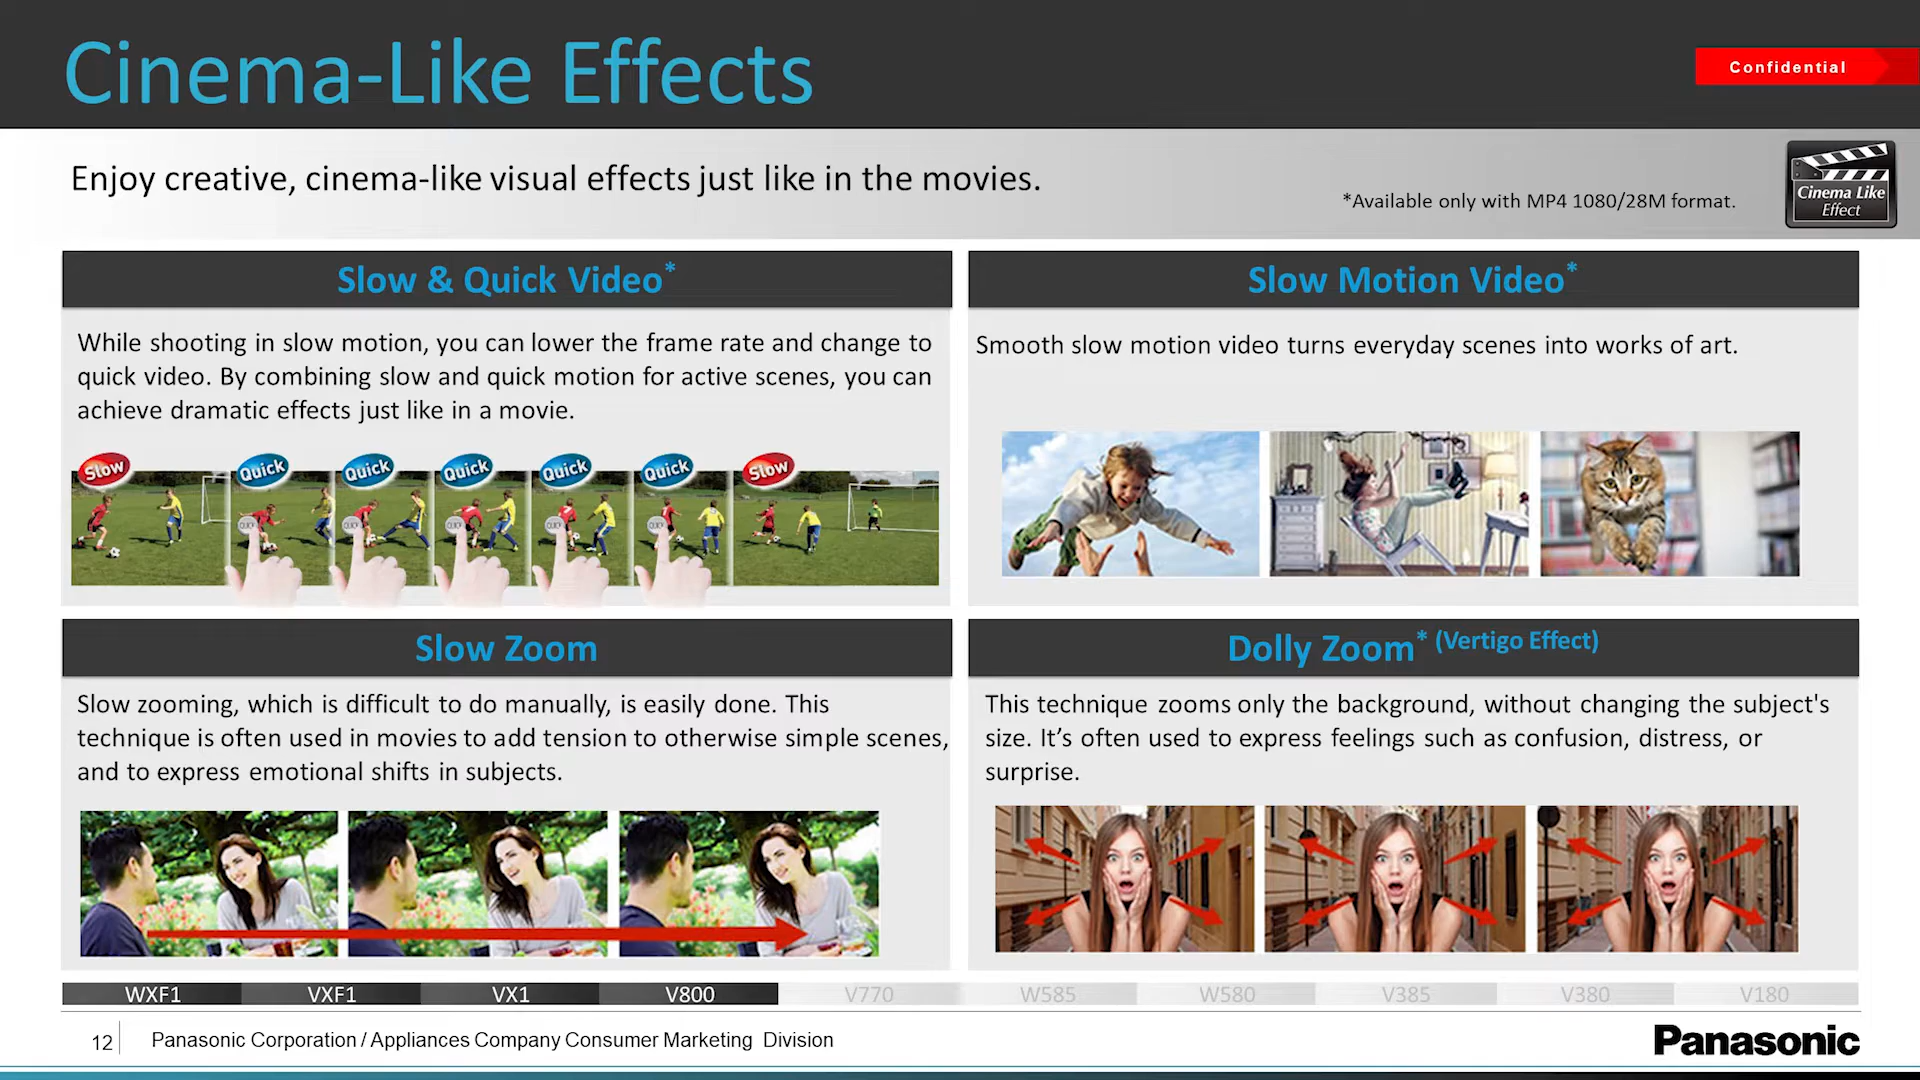 Cinema-Like Effects
Confidential
Enjoy creative, cinema-like visual effects just like in the movies.
*Available only with MP4 1080/28M format.
Cinema Like
Effect
Slow & Quick Video*
While shooting in slow motion, you can lower the frame rate and change to
quick video. By combining slow and quick motion for active scenes, you can
achieve dramatic effects just like in a movie.
Slow
Quick
Quick
Quick
Quick
Quick
Slow
QUICK
QUICK
QUICK
QUICK
QUICK
Slow Motion Video*
Smooth slow motion video turns everyday scenes into works of art.
Slow Zoom
Slow zooming, which is difficult to do manually, is easily done. This
technique is often used in movies to add tension to otherwise simple scenes,
and to express emotional shifts in subjects.
Dolly Zoom* (Vertigo Effect)
This technique zooms only the background, without changing the subject's
size. It’s often used to express feelings such as confusion, distress, or
surprise.
WXF1 VXF1 VX1 V800 V770 W585 W580 V385 V380 V180
12 Panasonic Corporation / Appliances Company Consumer Marketing Division
Panasonic